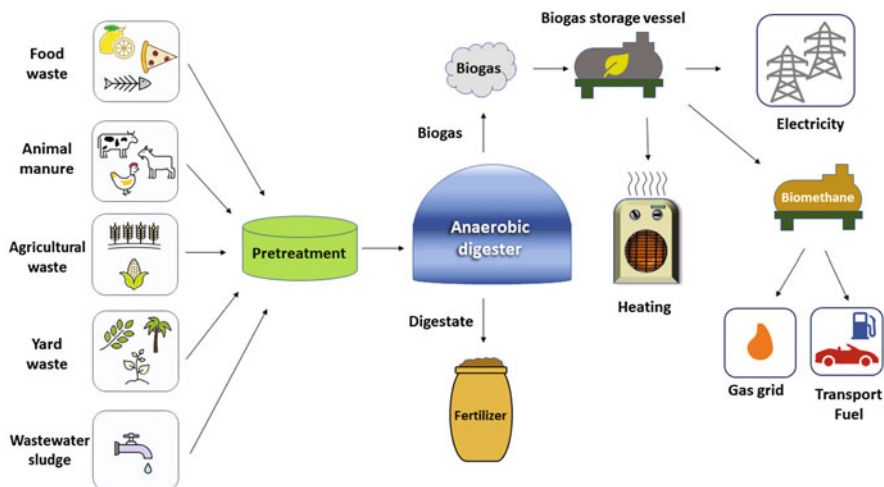 Food
waste
Animal
manure
Agricultural
waste
Yard
waste
Wastewater
sludge
Pretreatment
Anaerobic
digester
Biogas
Biogas
Digestate
Fertilizer
Biogas storage vessel
Heating
Electricity
Biomethane
Gas grid
Transport
Fuel